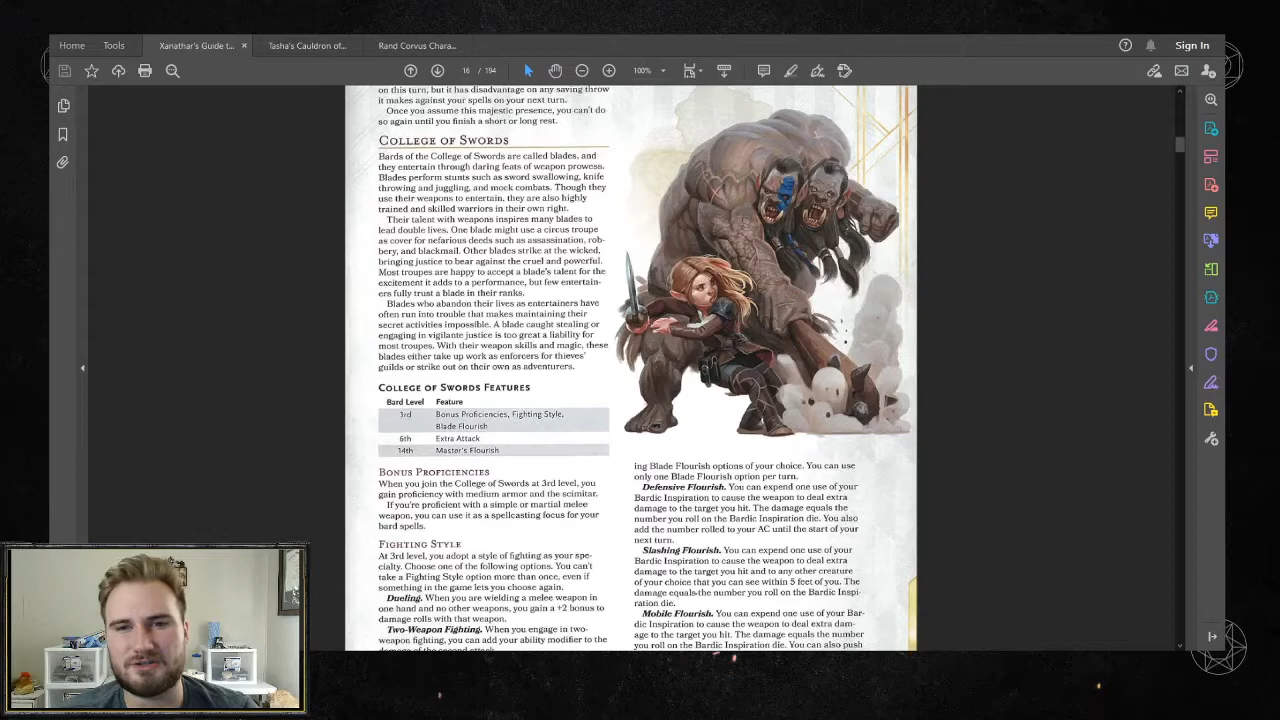 Home
Tools
Xanathar's Guide t...
×
Tasha's Cauldron of...
Rand Corvus Chara...
Sign In
16 / 194
100%
on this turn, but it has disadvantage on any saving throw
it makes against your spells on your next turn.
Once you assume this majestic presence, you can't do
so again until you finish a short or long rest.
College of Swords
Bards of the College of Swords are called blades, and
they entertain through daring feats of weapon prowess.
Blades perform stunts such as sword swallowing, knife
throwing and juggling, and mock combats. Though they
use their weapons to entertain, they are also highly
trained and skilled warriors in their own right.
Their talent with weapons inspires many blades to
lead double lives. One blade might use a circus troupe
as cover for nefarious deeds such as assassination, rob-
bery, and blackmail. Other blades strike at the wicked,
bringing justice to bear against the cruel and powerful.
Most troupes are happy to accept a blade's talent for the
excitement it adds to a performance, but few entertain-
ers fully trust a blade in their ranks.
Blades who abandon their lives as entertainers have
often run into trouble that makes maintaining their
secret activities impossible. A blade caught stealing or
engaging in vigilante justice is too great a liability for
most troupes. With their weapon skills and magic, these
blades either take up work as enforcers for thieves'
guilds or strike out on their own as adventurers.
College of Swords Features
Bard Level Feature
3rd Bonus Proficiencies, Fighting Style,
Blade Flourish
6th Extra Attack
14th Master's Flourish
Bonus Proficiencies
When you join the College of Swords at 3rd level, you
gain proficiency with medium armor and the scimitar.
If you're proficient with a simple or martial melee
weapon, you can use it as a spellcasting focus for your
bard spells.
Fighting Style
At 3rd level, you adopt a style of fighting as your spe-
cialty. Choose one of the following options. You can't
take a Fighting Style option more than once, even if
something in the game lets you choose again.
Dueling. When you are wielding a melee weapon in
one hand and no other weapons, you gain a +2 bonus to
damage rolls with that weapon.
Two-Weapon Fighting. When you engage in two-
weapon fighting, you can add your ability modifier to the
damage of the second attack.
ing Blade Flourish options of your choice. You can use
only one Blade Flourish option per turn.
Defensive Flourish. You can expend one use of your
Bardic Inspiration to cause the weapon to deal extra
damage to the target you hit. The damage equals the
number you roll on the Bardic Inspiration die. You also
add the number rolled to your AC until the start of your
next turn.
Slashing Flourish. You can expend one use of your
Bardic Inspiration to cause the weapon to deal extra
damage to the target you hit and to any other creature
of your choice that you can see within 5 feet of you. The
damage equals the number you roll on the Bardic Inspi-
ration die.
Mobile Flourish. You can expend one use of your Bar-
dic Inspiration to cause the weapon to deal extra dam-
age to the target you hit. The damage equals the number
you roll on the Bardic Inspiration die. You can also push